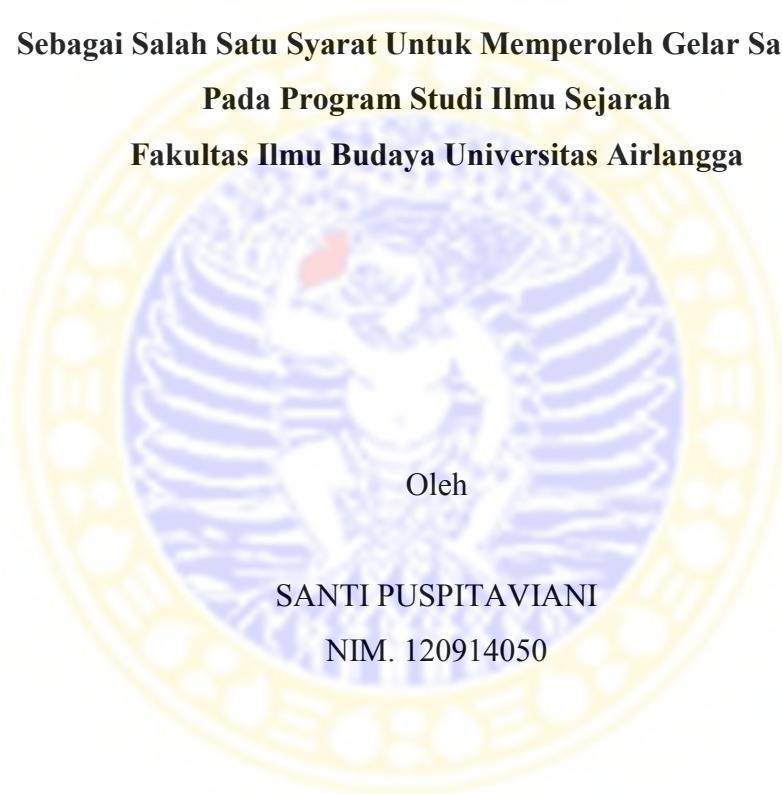 Sebagai Salah Satu Syarat Untuk Memperoleh Gelar Sa
Pada Program Studi Ilmu Sejarah
Fakultas Ilmu Budaya Universitas Airlangga
Oleh
SANTI PUSPITAVIANI
NIM. 120914050